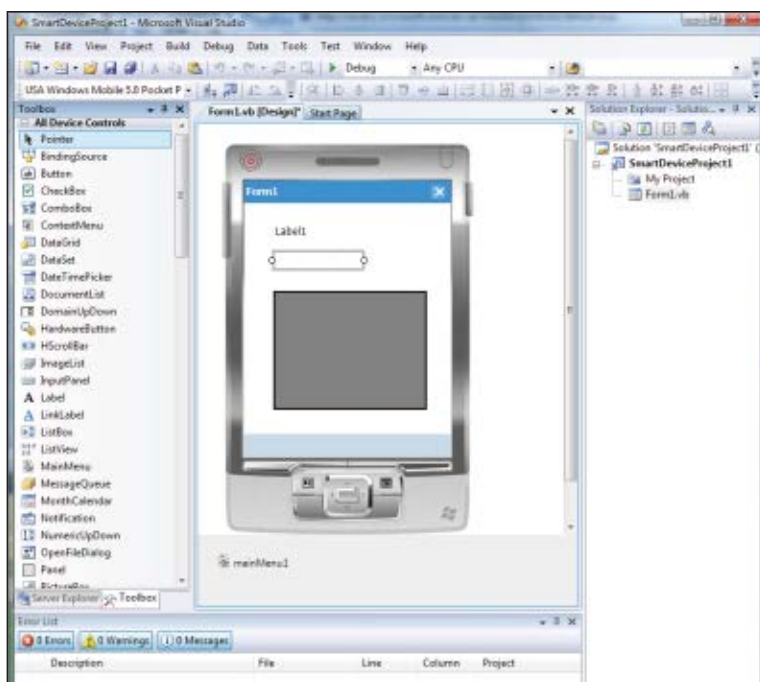 SmartDeviceProject1 - Microsoft Visual Studio
File Edit View Project Build Debug Data Tools Test Window Help
Debug Any CPU
USA Windows Mobile 5.0 Pocket P
Toolbox
All Device Controls
Pointer
BindingSource
Button
CheckBox
ComboBox
ContextMenu
DataGrid
DataSet
DateTimePicker
DocumentList
DomainUpDown
HardwareButton
HScrollBar
ImageList
InputPanel
Label
LinkLabel
ListBox
ListView
MainMenu
MessageQueue
MonthCalendar
Notification
NumericUpDown
OpenFileDialog
Panel
PictureBox
Server Explorer Toolbox
Form1.vb [Design]* Start Page
Form1
Label1
mainMenu1
Solution Explorer - Solutio...
Solution 'SmartDeviceProject1' (
SmartDeviceProject1
My Project
Form1.vb
Error List
0 Errors 0 Warnings 0 Messages
Description File Line Column Project